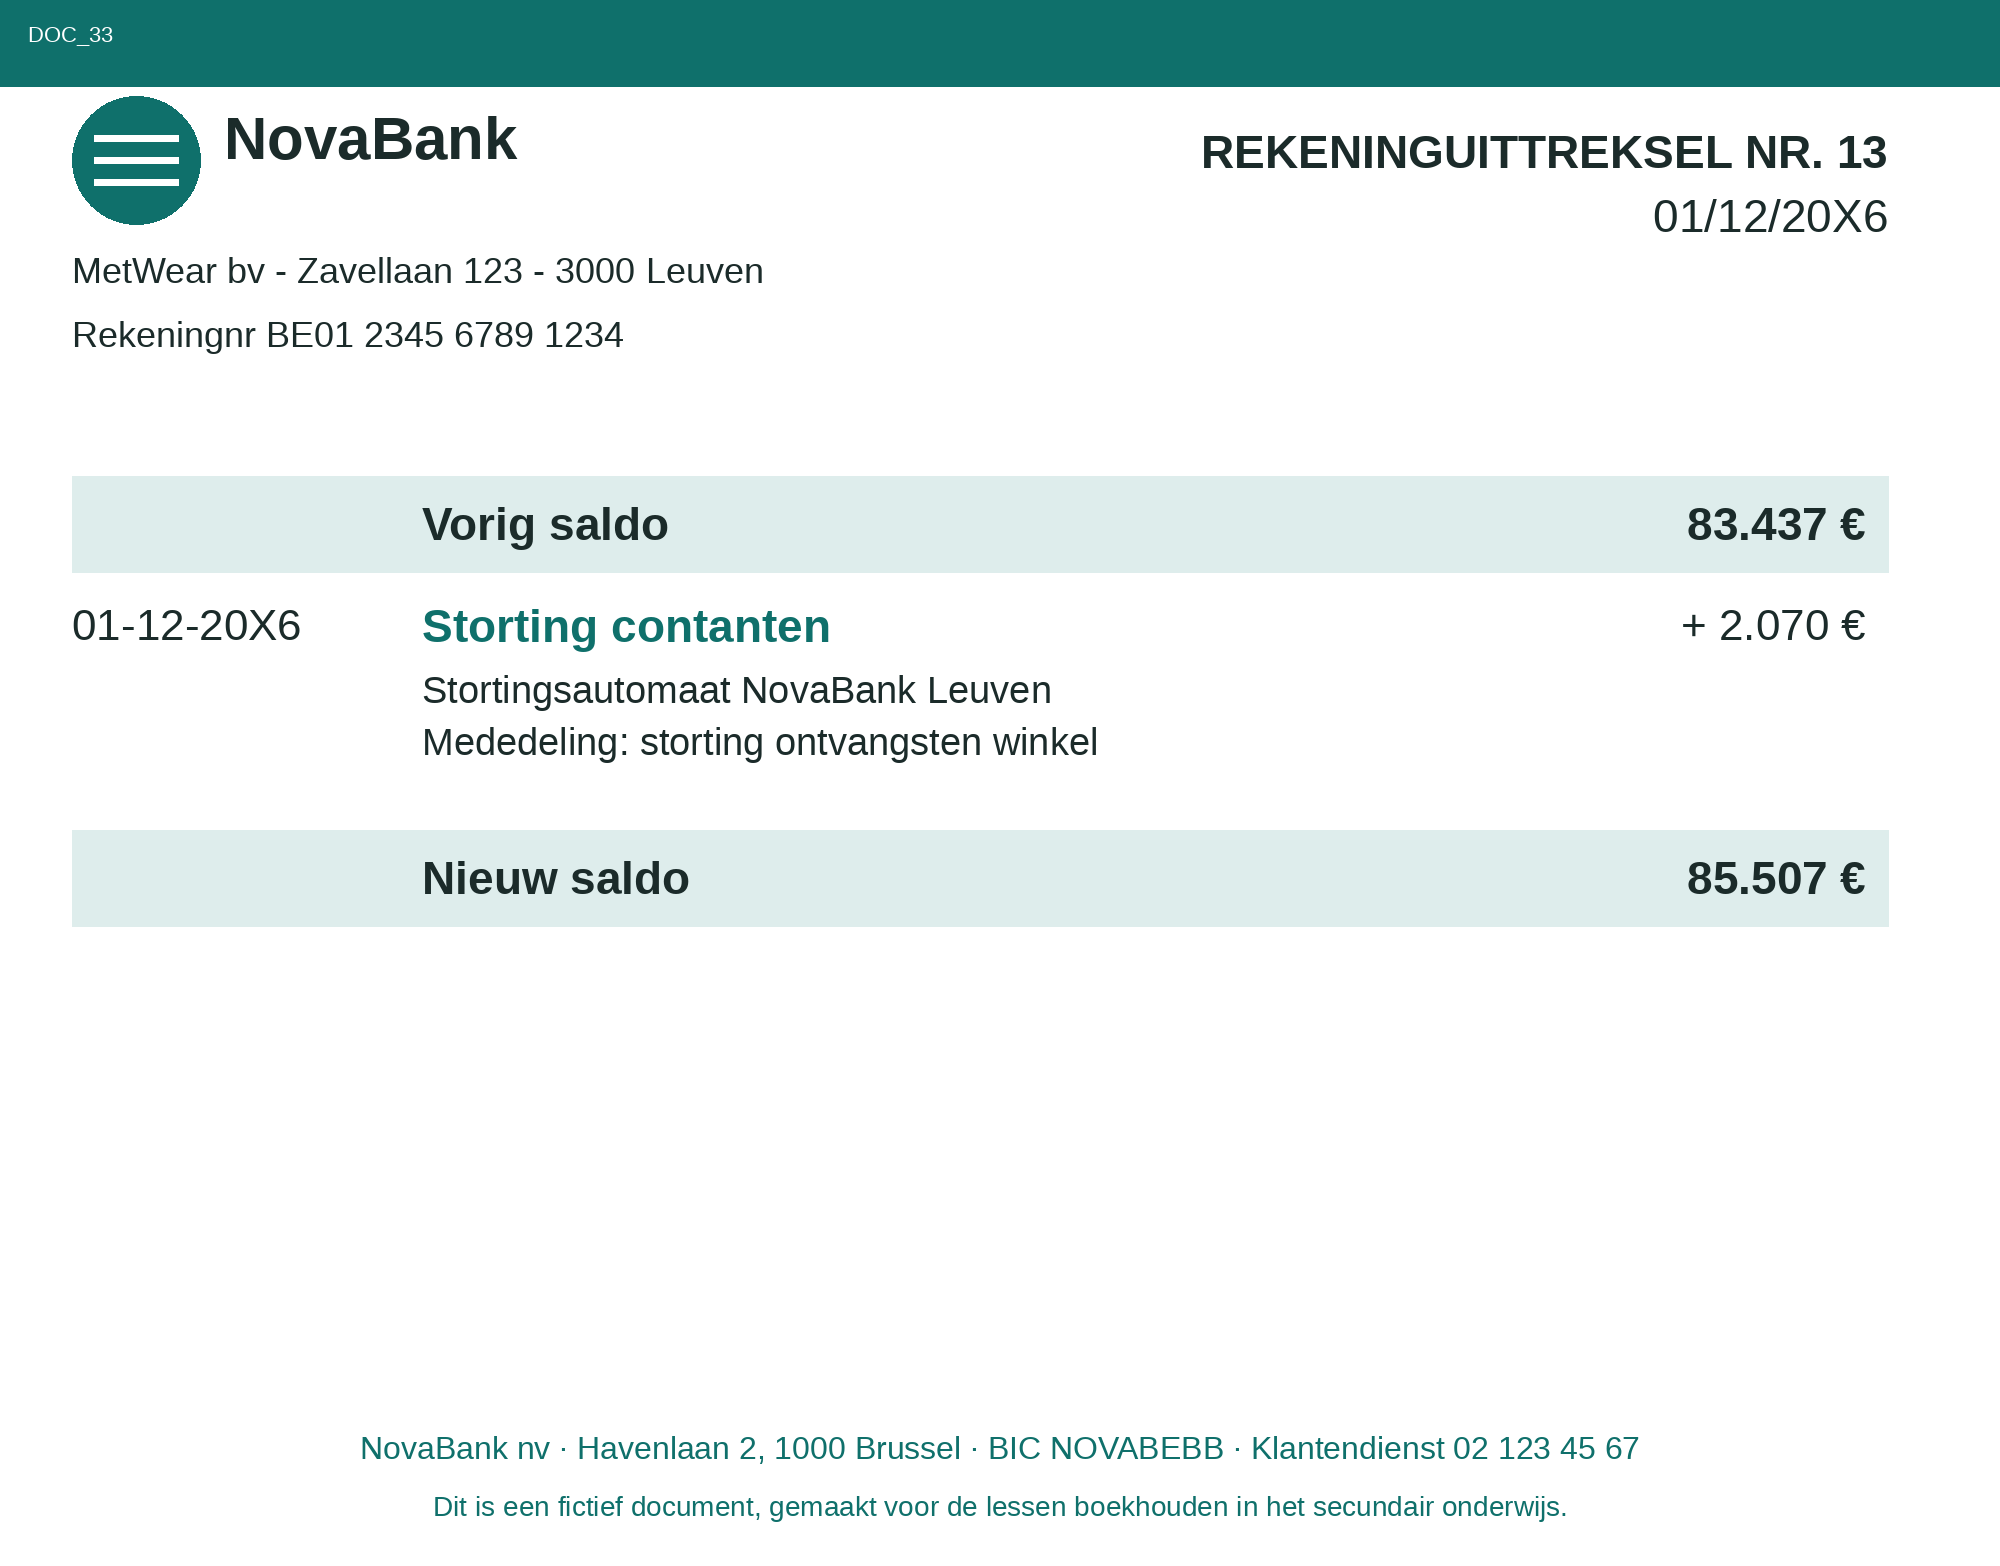 DOC_33
NovaBank
REKENINGUITTREKSEL NR. 13
01/12/20X6
MetWear bv - Zavellaan 123 - 3000 Leuven
Rekeningnr BE01 2345 6789 1234
Vorig saldo 83.437 €
01-12-20X6 Storting contanten + 2.070 €
Stortingsautomaat NovaBank Leuven
Mededeling: storting ontvangsten winkel
Nieuw saldo 85.507 €
NovaBank nv · Havenlaan 2, 1000 Brussel · BIC NOVABEBB · Klantendienst 02 123 45 67
Dit is een fictief document, gemaakt voor de lessen boekhouden in het secundair onderwijs.